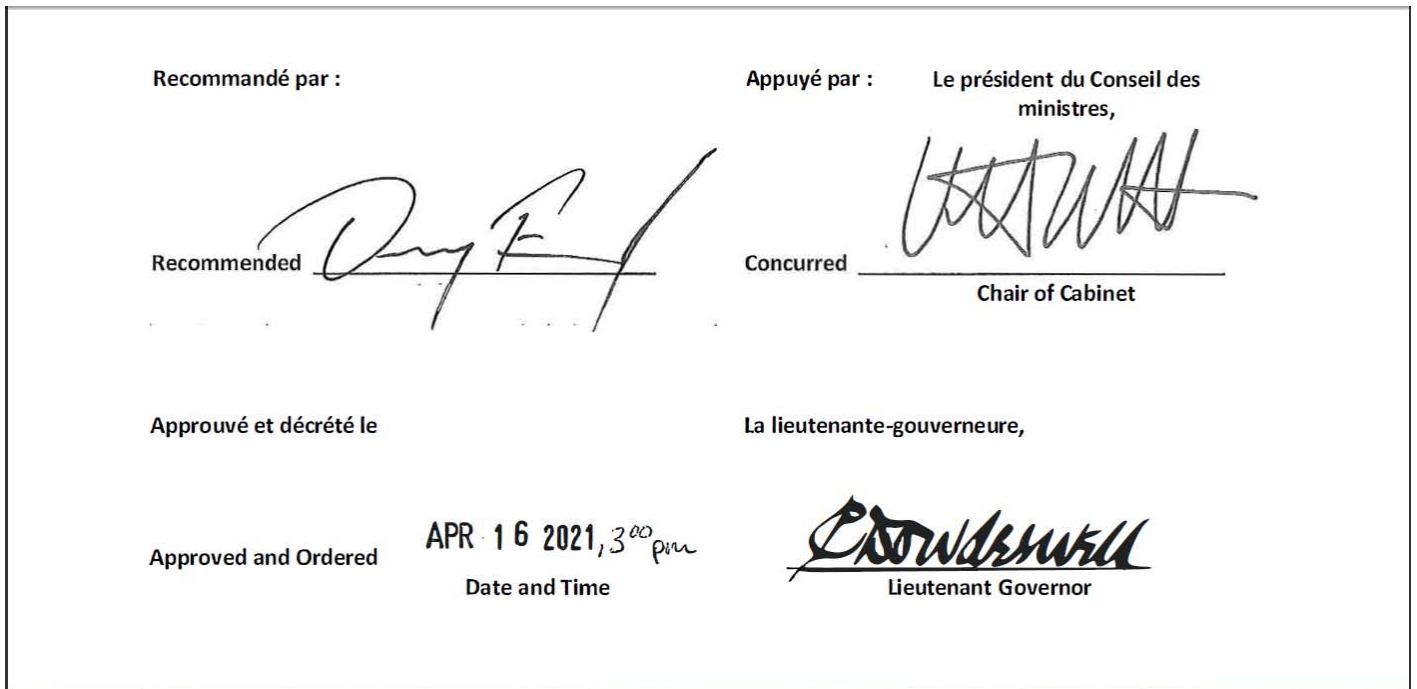 Recommandé par :
Appuyé par :
Le président du Conseil des
ministres,
Recommended
Concurred
Chair of Cabinet
Approuvé et décrété le
La lieutenante-gouverneure,
Approved and Ordered
APR 16 2021, 3 00 pm
Date and Time
EDowdeswell
Lieutenant Governor